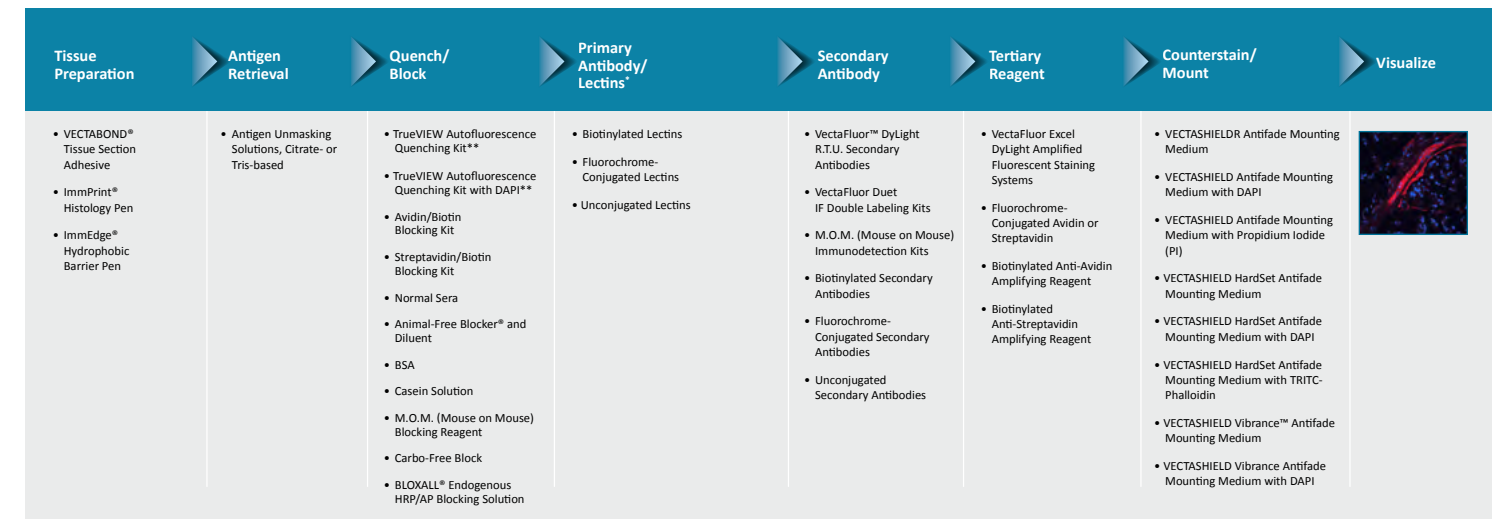 Tissue
Preparation
Antigen
Retrieval
Quench/
Block
Primary
Antibody/
Lectins*
Secondary
Antibody
Tertiary
Reagent
Counterstain/
Mount
Visualize
• VECTABOND®
Tissue Section
Adhesive
• ImmPrint®
Histology Pen
• ImmEdge®
Hydrophobic
Barrier Pen
• Antigen Unmasking
Solutions, Citrate- or
Tris-based
• TrueVIEW Autofluorescence
Quenching Kit**
• TrueVIEW Autofluorescence
Quenching Kit with DAPI**
• Avidin/Biotin
Blocking Kit
• Streptavidin/Biotin
Blocking Kit
• Normal Sera
• Animal-Free Blocker® and
Diluent
• BSA
• Casein Solution
• M.O.M. (Mouse on Mouse)
Blocking Reagent
• Carbo-Free Block
• BLOXALL® Endogenous
HRP/AP Blocking Solution
• Biotinylated Lectins
• Fluorochrome-
Conjugated Lectins
• Unconjugated Lectins
• VectaFluor™ DyLight
R.T.U. Secondary
Antibodies
• VectaFluor Duet
IF Double Labeling Kits
• M.O.M. (Mouse on Mouse)
Immunodetection Kits
• Biotinylated Secondary
Antibodies
• Fluorochrome-
Conjugated Secondary
Antibodies
• Unconjugated
Secondary Antibodies
• VectaFluor Excel
DyLight Amplified
Fluorescent Staining
Systems
• Fluorochrome-
Conjugated Avidin or
Streptavidin
• Biotinylated Anti-Avidin
Amplifying Reagent
• Biotinylated
Anti-Streptavidin
Amplifying Reagent
• VECTASHIELDR Antifade Mounting
Medium
• VECTASHIELD Antifade Mounting
Medium with DAPI
• VECTASHIELD Antifade Mounting
Medium with Propidium Iodide
(PI)
• VECTASHIELD HardSet Antifade
Mounting Medium
• VECTASHIELD HardSet Antifade
Mounting Medium with DAPI
• VECTASHIELD HardSet Antifade
Mounting Medium with TRITC-
Phalloidin
• VECTASHIELD Vibrance™ Antifade
Mounting Medium
• VECTASHIELD Vibrance Antifade
Mounting Medium with DAPI